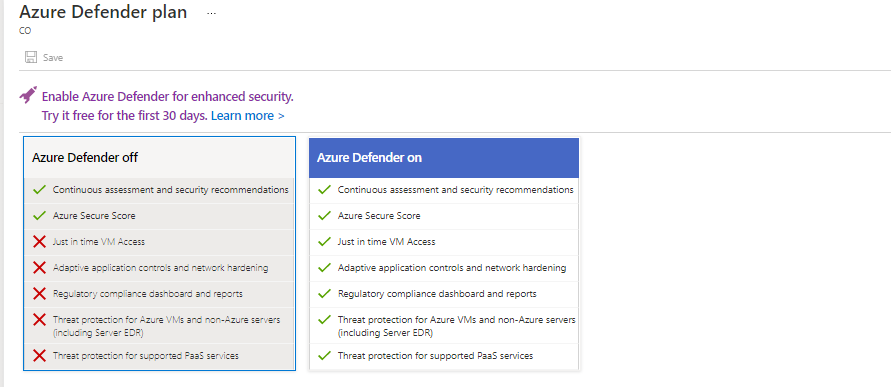 Azure Defender plan ...
CO
Save
Enable Azure Defender for enhanced security.
Try it free for the first 30 days. Learn more >
Azure Defender off
Continuous assessment and security recommendations
Azure Secure Score
Just in time VM Access
Adaptive application controls and network hardening
Regulatory compliance dashboard and reports
Threat protection for Azure VMs and non-Azure servers
(including Server EDR)
Threat protection for supported PaaS services
Azure Defender on
Continuous assessment and security recommendations
Azure Secure Score
Just in time VM Access
Adaptive application controls and network hardening
Regulatory compliance dashboard and reports
Threat protection for Azure VMs and non-Azure servers
(including Server EDR)
Threat protection for supported PaaS services